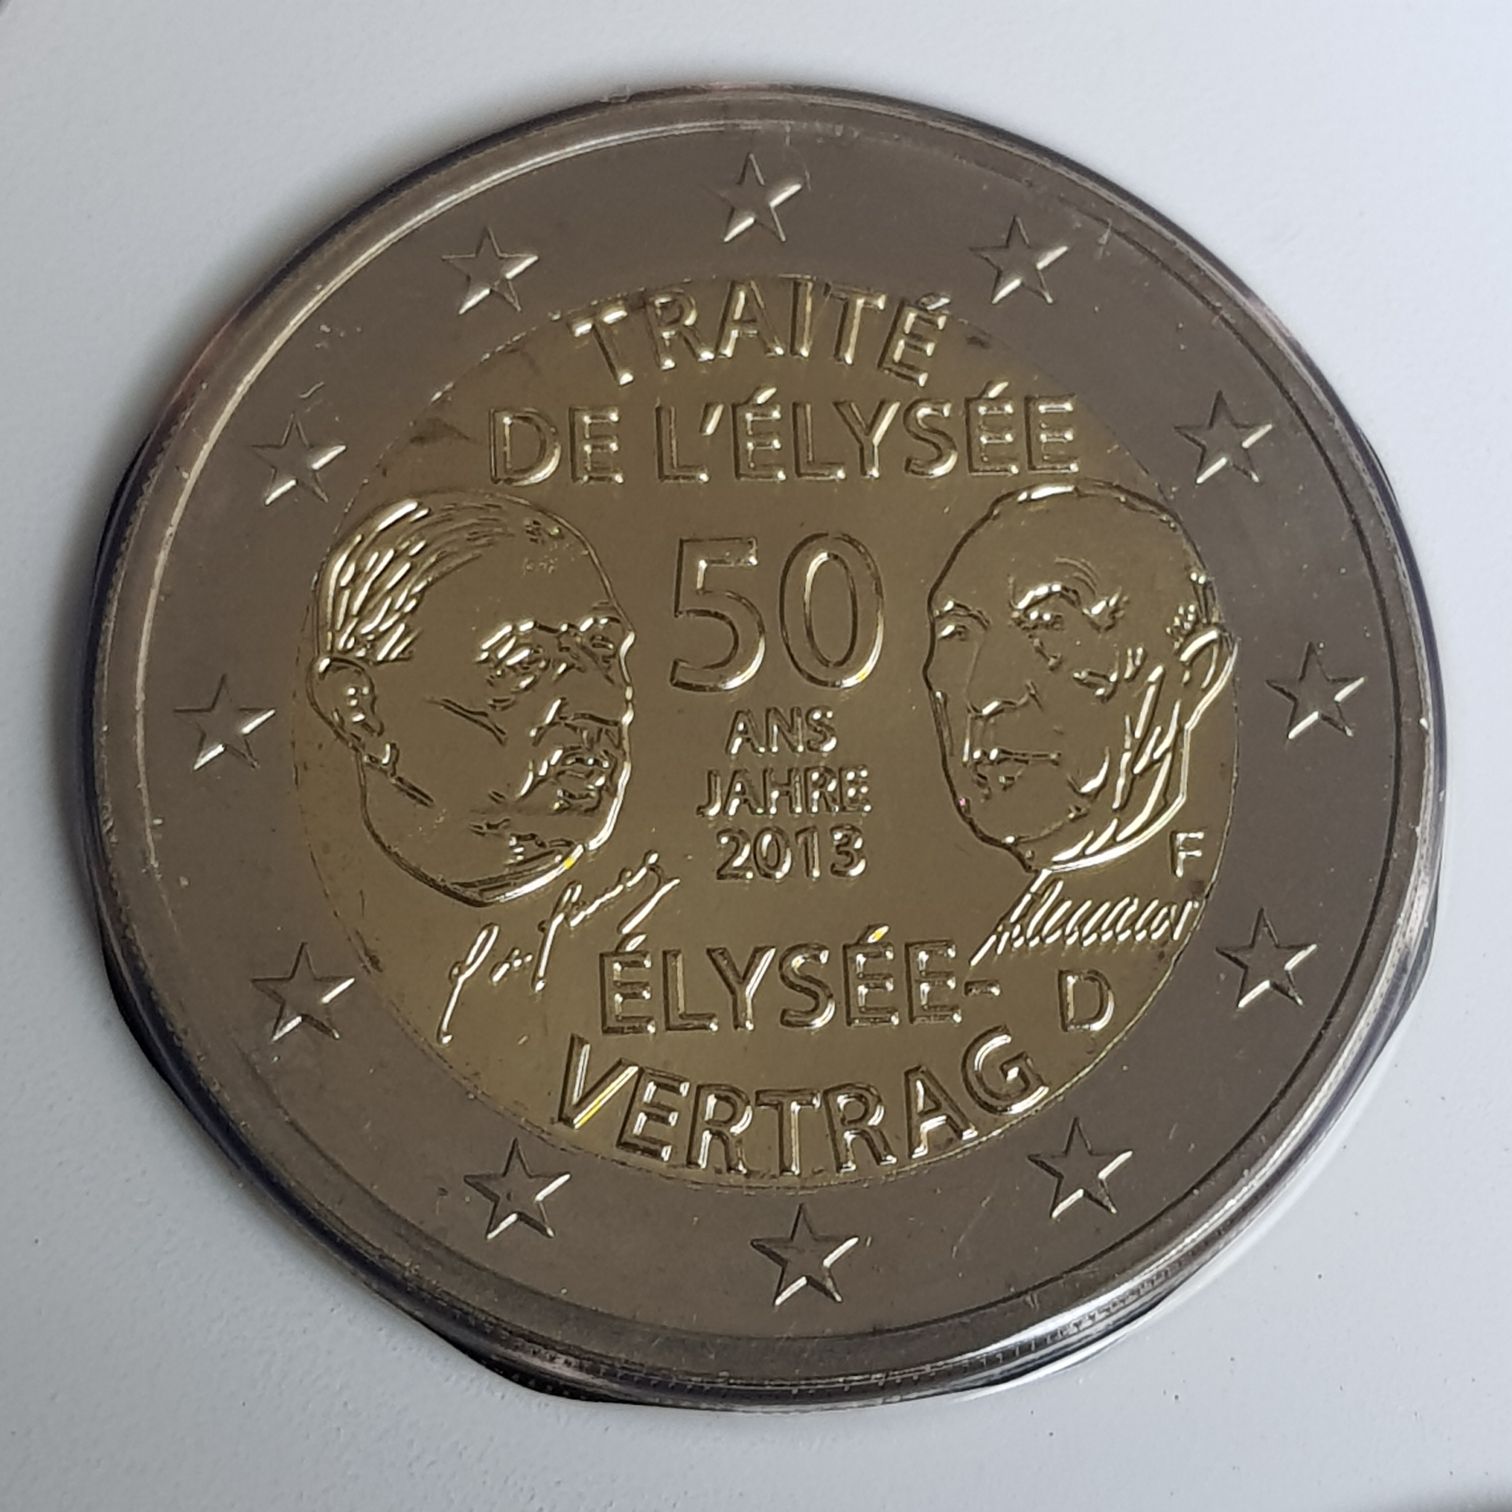 TRAITÉ
DE L'ÉLYSÉE
50
ANS
JAHRE
2013
F
ÉLYSÉE-
D
VERTRAG